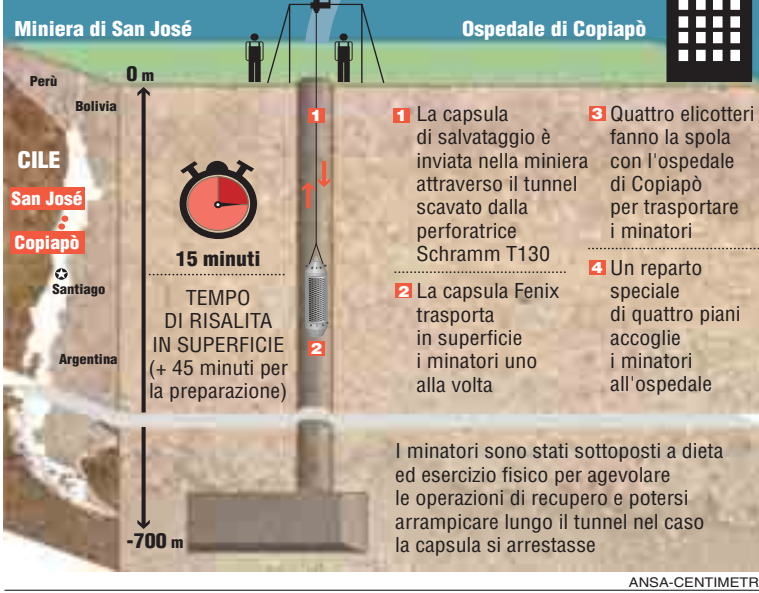 Miniera di San José
Ospedale di Copiapò
0 m
Perù
Bolivia
CILE
San José
Copiapò
Santiago
Argentina
15 minuti
TEMPO
DI RISALITA
IN SUPERFICIE
(+ 45 minuti per
la preparazione)
-700 m
1
2
1 La capsula
di salvataggio è
inviata nella miniera
attraverso il tunnel
scavato dalla
perforatrice
Schramm T130
2 La capsula Fenix
trasporta
in superficie
i minatori uno
alla volta
3 Quattro elicotteri
fanno la spola
con l'ospedale
di Copiapò
per trasportare
i minatori
4 Un reparto
speciale
di quattro piani
accoglie
i minatori
all'ospedale
I minatori sono stati sottoposti a dieta
ed esercizio fisico per agevolare
le operazioni di recupero e potersi
arrampicare lungo il tunnel nel caso
la capsula si arrestasse
ANSA-CENTIMETR